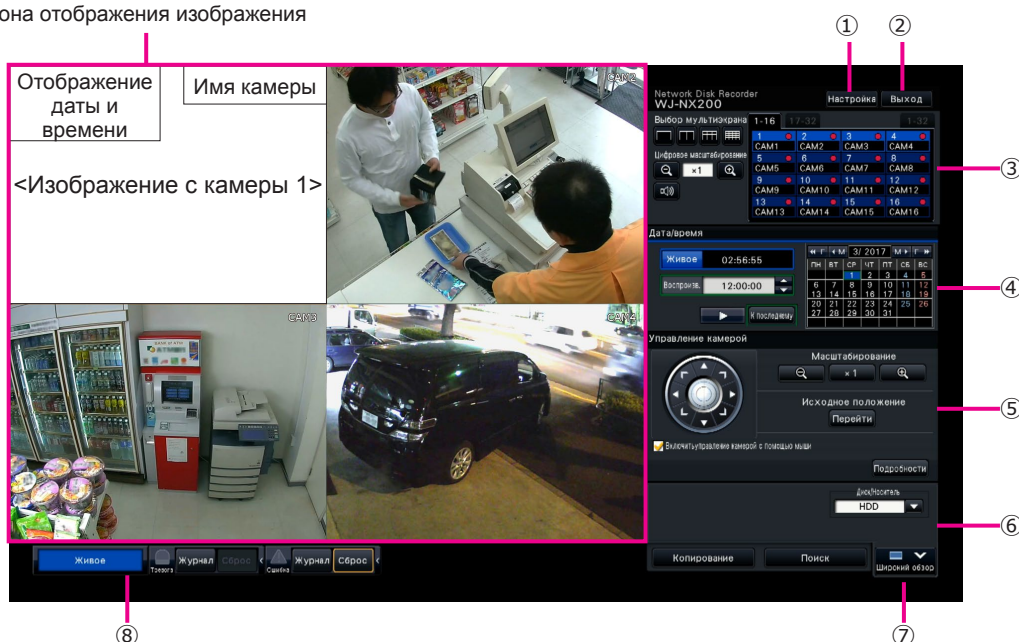 она отображения изображения
① ②
Отображение
даты и
времени
Имя камеры
<Изображение с камеры 1>
CAM2
CAM3
CAM4
Network Disk Recorder
WJ-NX200
Настройка
Выход
Выбор мультиэкрана
1-16 17-32 1-32
1 2 3 4
CAM1 CAM2 CAM3 CAM4
Цифровое масштабирование
×1
5 6 7 8
CAM5 CAM6 CAM7 CAM8
9 10 11 12
CAM9 CAM10 CAM11 CAM12
13 14 15 16
CAM13 CAM14 CAM15 CAM16
③
Дата/время
Живое 02:56:55
Воспроизв. 12:00:00
К последнему
Г М 3/ 2017 М Г
ПН ВТ СР ЧТ ПТ СБ ВС
1 2 3 4 5
6 7 8 9 10 11 12
13 14 15 16 17 18 19
20 21 22 23 24 25 26
27 28 29 30 31
④
Управление камерой
Масштабирование
×1
Исходное положение
Перейти
⑤
Включить управление камерой с помощью мыши
Подробности
Диск/Носитель
HDD
⑥
Копирование
Поиск
Широкий обзор
Живое
Тревога
Журнал
Сброс
Ошибка
Журнал
Сброс
⑧ ⑦